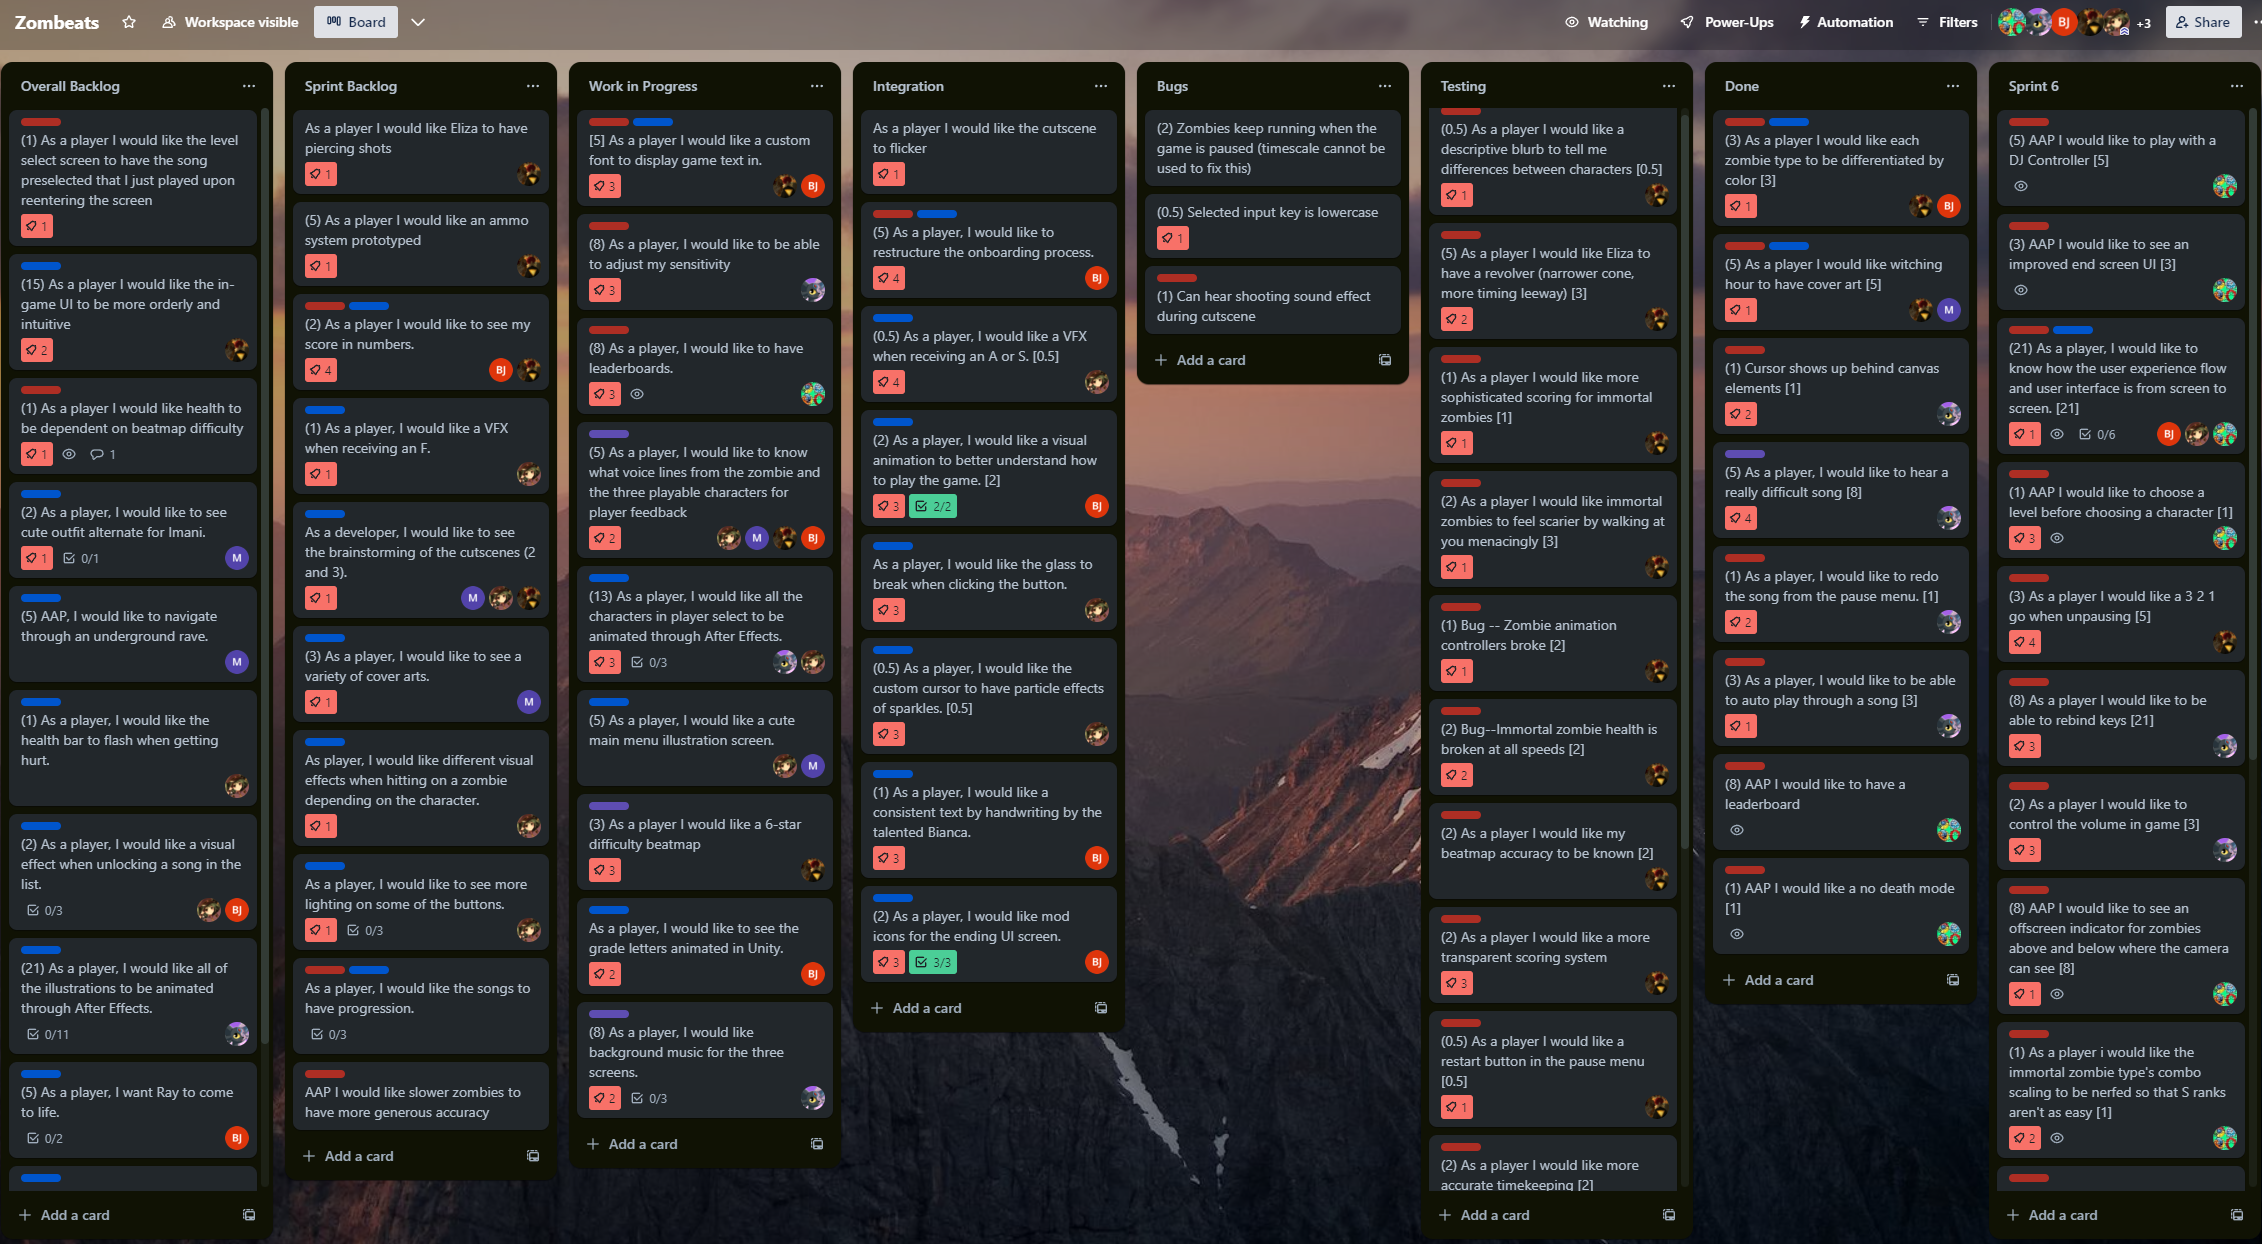 Zombeats
Workspace visible
Board
Watching
Power-Ups
Automation
Filters
BJ
+3
Share
Overall Backlog
(1) As a player I would like the level
select screen to have the song
preselected that I just played upon
reentering the screen
1
(15) As a player I would like the in-
game UI to be more orderly and
intuitive
2
(1) As a player I would like health to
be dependent on beatmap difficulty
1
1
(2) As a player, I would like to see
cute outfit alternate for Imani.
1
0/1
M
(5) AAP, I would like to navigate
through an underground rave.
M
(1) As a player, I would like the
health bar to flash when getting
hurt.
(2) As a player, I would like a visual
effect when unlocking a song in the
list.
0/3
BJ
(21) As a player, I would like all of
the illustrations to be animated
through After Effects.
0/11
(5) As a player, I want Ray to come
to life.
0/2
BJ
Add a card
Sprint Backlog
As a player I would like Eliza to have
piercing shots
1
(5) As a player I would like an ammo
system prototyped
1
(2) As a player I would like to see my
score in numbers.
4
BJ
(1) As a player, I would like a VFX
when receiving an F.
1
As a developer, I would like to see
the brainstorming of the cutscenes (2
and 3).
1
M
(3) As a player, I would like to see a
variety of cover arts.
1
M
As player, I would like different visual
effects when hitting on a zombie
depending on the character.
1
As a player, I would like to see more
lighting on some of the buttons.
1
0/3
As a player, I would like the songs to
have progression.
0/3
AAP I would like slower zombies to
have more generous accuracy
Add a card
Work in Progress
[5] As a player I would like a custom
font to display game text in.
3
BJ
(8) As a player, I would like to be able
to adjust my sensitivity
3
(8) As a player, I would like to have
leaderboards.
3
(5) As a player, I would like to know
what voice lines from the zombie and
the three playable characters for
player feedback
2
M
BJ
(13) As a player, I would like all the
characters in player select to be
animated through After Effects.
3
0/3
(5) As a player, I would like a cute
main menu illustration screen.
M
(3) As a player I would like a 6-star
difficulty beatmap
3
As a player, I would like to see the
grade letters animated in Unity.
2
BJ
(8) As a player, I would like
background music for the three
screens.
2
0/3
Add a card
Integration
As a player I would like the cutscene
to flicker
1
(5) As a player, I would like to
restructure the onboarding process.
4
BJ
(0.5) As a player, I would like a VFX
when receiving an A or S. [0.5]
4
(2) As a player, I would like a visual
animation to better understand how
to play the game. [2]
3
2/2
BJ
As a player, I would like the glass to
break when clicking the button.
3
(0.5) As a player, I would like the
custom cursor to have particle effects
of sparkles. [0.5]
3
(1) As a player, I would like a
consistent text by handwriting by the
talented Bianca.
3
BJ
(2) As a player, I would like mod
icons for the ending UI screen.
3
3/3
BJ
Add a card
Bugs
(2) Zombies keep running when the
game is paused (timescale cannot be
used to fix this)
(0.5) Selected input key is lowercase
1
(1) Can hear shooting sound effect
during cutscene
Add a card
Testing
(0.5) As a player I would like a
descriptive blurb to tell me
differences between characters [0.5]
1
(5) As a player I would like Eliza to
have a revolver (narrower cone,
more timing leeway) [3]
2
(1) As a player I would like more
sophisticated scoring for immortal
zombies [1]
1
(2) As a player I would like immortal
zombies to feel scarier by walking at
you menacingly [3]
1
(1) Bug -- Zombie animation
controllers broke [2]
1
(2) Bug--Immortal zombie health is
broken at all speeds [2]
2
(2) As a player I would like my
beatmap accuracy to be known [2]
(2) As a player I would like a more
transparent scoring system
3
(0.5) As a player I would like a
restart button in the pause menu
[0.5]
1
(2) As a player I would like more
accurate timekeeping [2]
Add a card
Done
(3) As a player I would like each
zombie type to be differentiated by
color [3]
1
BJ
(5) As a player I would like witching
hour to have cover art [5]
1
M
(1) Cursor shows up behind canvas
elements [1]
2
(5) As a player, I would like to hear a
really difficult song [8]
4
(1) As a player, I would like to redo
the song from the pause menu. [1]
2
(3) As a player, I would like to be able
to auto play through a song [3]
1
(8) AAP I would like to have a
leaderboard
(1) AAP I would like a no death mode
[1]
Add a card
Sprint 6
(5) AAP I would like to play with a
DJ Controller [5]
(3) AAP I would like to see an
improved end screen UI [3]
(21) As a player, I would like to
know how the user experience flow
and user interface is from screen to
screen. [21]
1
0/6
BJ
(1) AAP I would like to choose a
level before choosing a character [1]
3
(3) As a player I would like a 3 2 1
go when unpausing [5]
4
(8) As a player I would like to be
able to rebind keys [21]
3
(2) As a player I would like to
control the volume in game [3]
3
(8) AAP I would like to see an
offscreen indicator for zombies
above and below where the camera
can see [8]
1
(1) As a player i would like the
immortal zombie type's combo
scaling to be nerfed so that S ranks
aren't as easy [1]
2
Add a card